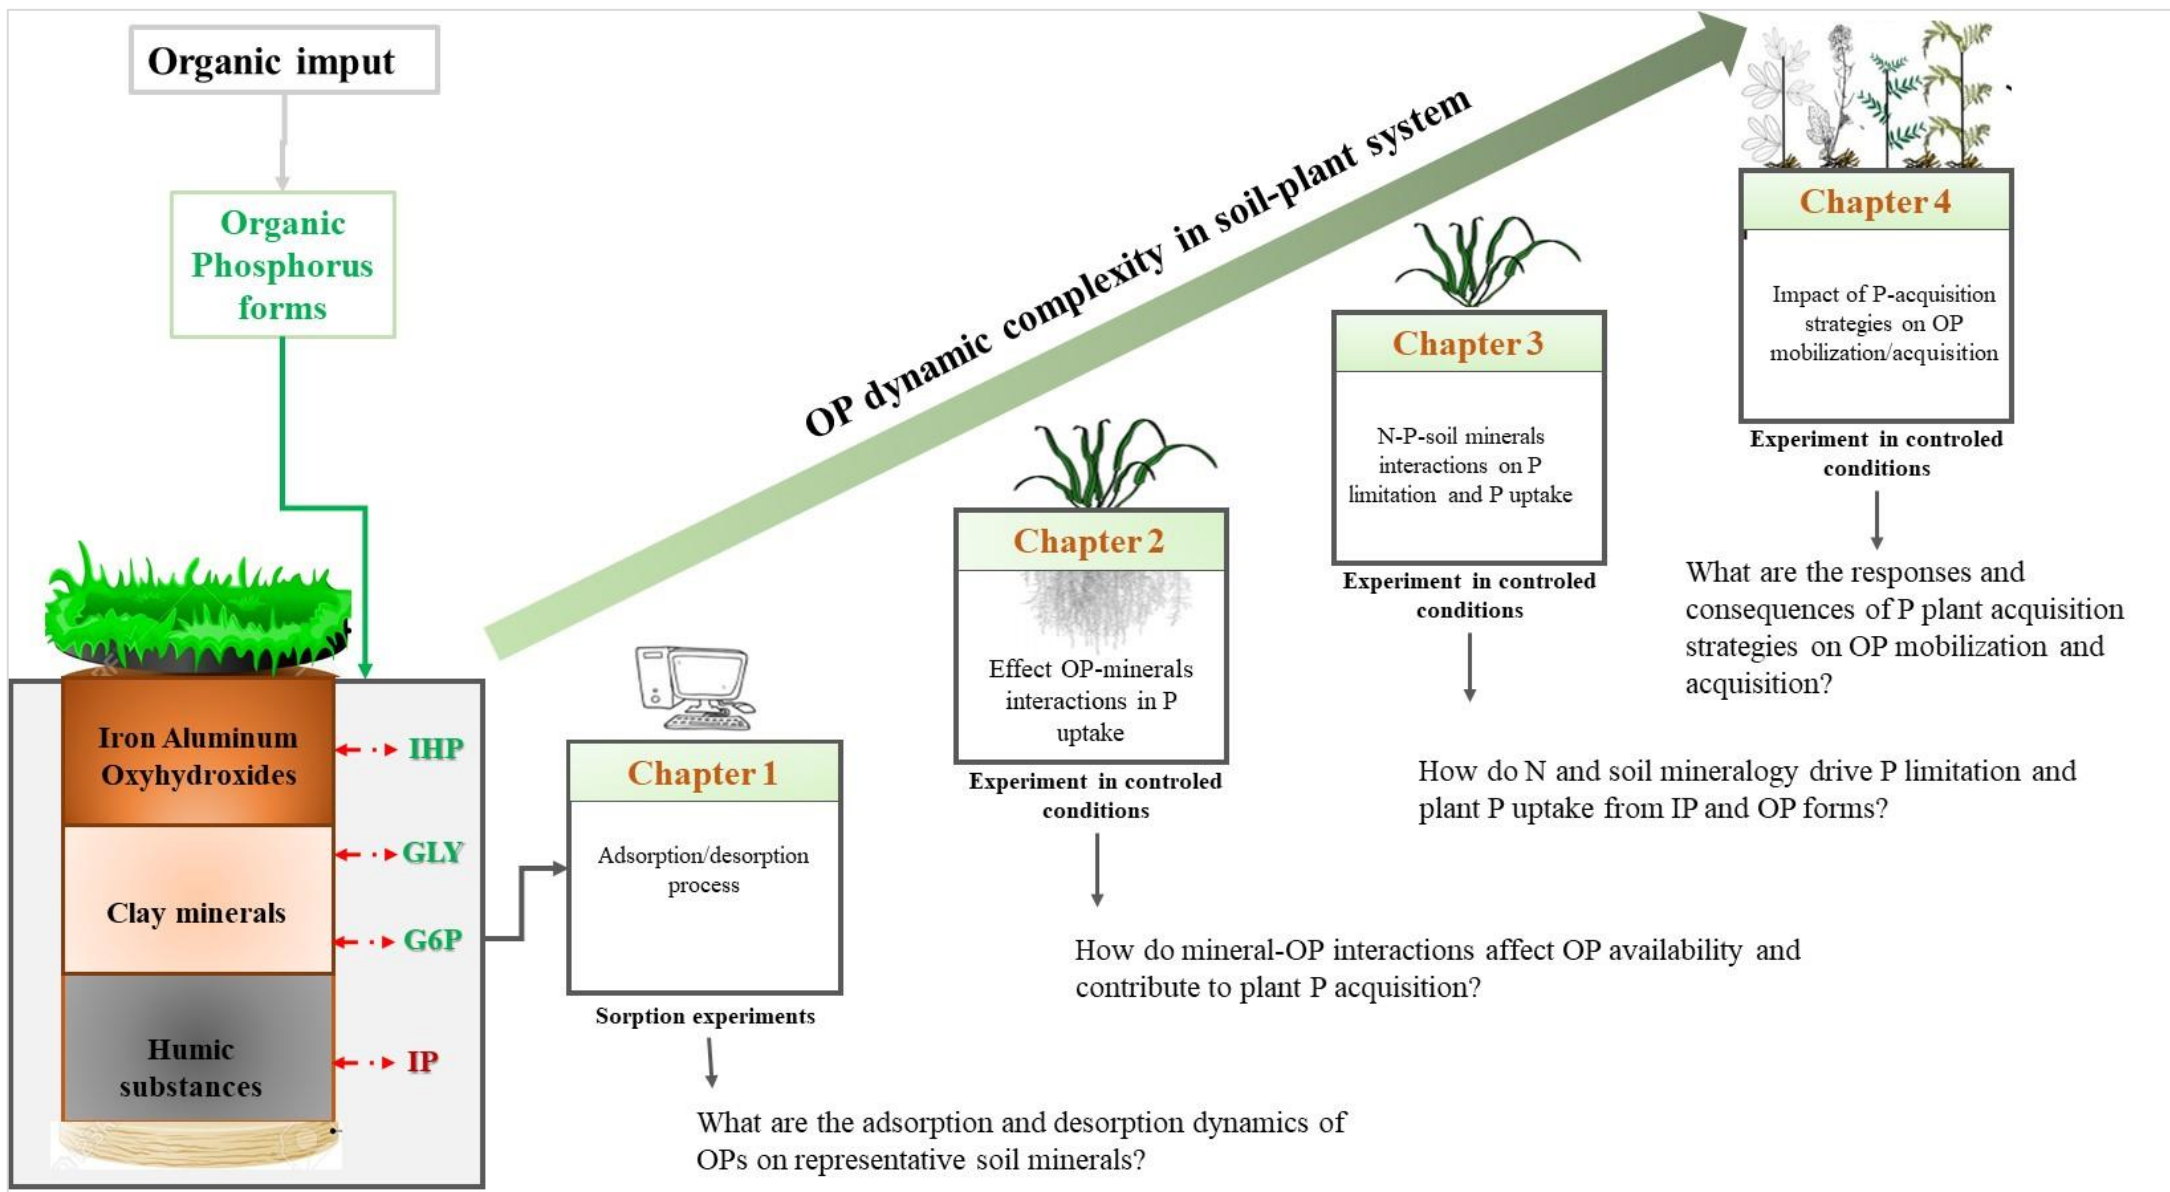 Organic imput
Organic
Phosphorus
forms
Iron Aluminum
Oxyhydroxides
Clay minerals
Humic
substances
IHP
GLY
G6P
IP
OP dynamic complexity in soil-plant system
Chapter 1
Adsorption/desorption
process
Sorption experiments
What are the adsorption and desorption dynamics of
OPs on representative soil minerals?
Chapter 2
Effect OP-minerals
interactions in P
uptake
Experiment in controled
conditions
How do mineral-OP interactions affect OP availability and
contribute to plant P acquisition?
Chapter 3
N-P-soil minerals
interactions on P
limitation and P uptake
Experiment in controled
conditions
How do N and soil mineralogy drive P limitation and
plant P uptake from IP and OP forms?
Chapter 4
Impact of P-acquisition
strategies on OP
mobilization/acquisition
Experiment in controled
conditions
What are the responses and
consequences of P plant acquisition
strategies on OP mobilization and
acquisition?